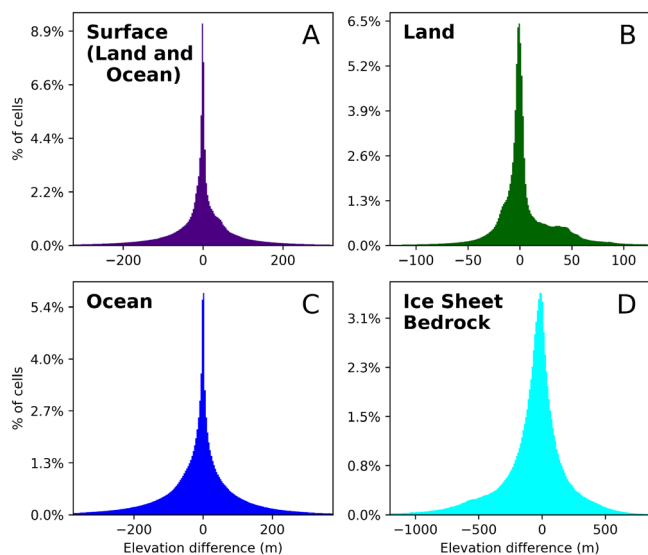 Surface
(Land and
Ocean)
A
8.9%
6.6%
4.4%
2.2%
0.0%
% of cells
−200
0
200
Land
B
6.5%
5.2%
3.9%
2.6%
1.3%
0.0%
−100
−50
0
50
100
Ocean
C
5.4%
4.0%
2.7%
1.3%
0.0%
% of cells
−200
0
200
Elevation difference (m)
Ice Sheet
Bedrock
D
3.1%
2.3%
1.5%
0.8%
0.0%
−1000
−500
0
500
Elevation difference (m)